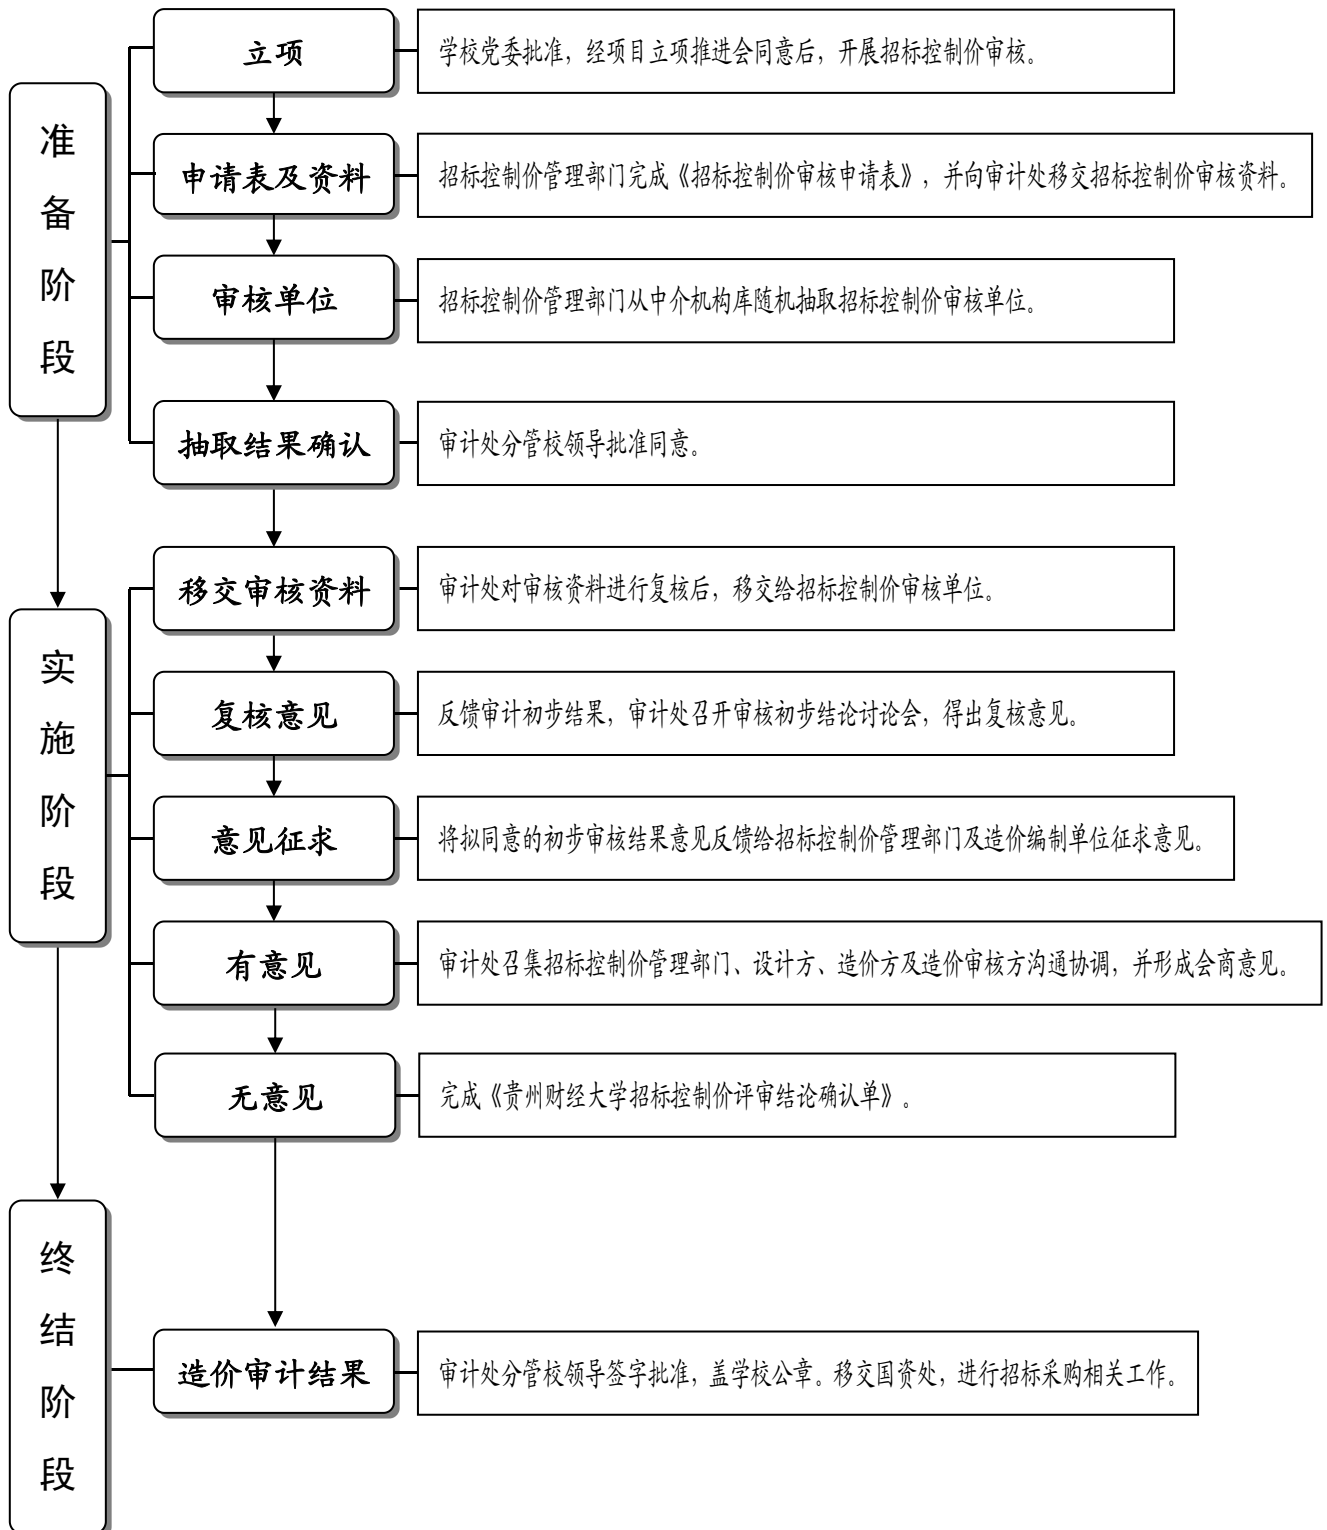 准备阶段
立项
学校党委批准，经项目立项推进会同意后，开展招标控制价审核。
申请表及资料
招标控制价管理部门完成《招标控制价审核申请表》，并向审计处移交招标控制价审核资料。
审核单位
招标控制价管理部门从中介机构库随机抽取招标控制价审核单位。
抽取结果确认
审计处分管校领导批准同意。
实施阶段
移交审核资料
审计处对审核资料进行复核后，移交给招标控制价审核单位。
复核意见
反馈审计初步结果，审计处召开审核初步结论讨论会，得出复核意见。
意见征求
将拟同意的初步审核结果意见反馈给招标控制价管理部门及造价编制单位征求意见。
有意见
审计处召集招标控制价管理部门、设计方、造价方及造价审核方沟通协调，并形成会商意见。
无意见
完成《贵州财经大学招标控制价评审结论确认单》。
终结阶段
造价审计结果
审计处分管校领导签字批准，盖学校公章。移交国资处，进行招标采购相关工作。